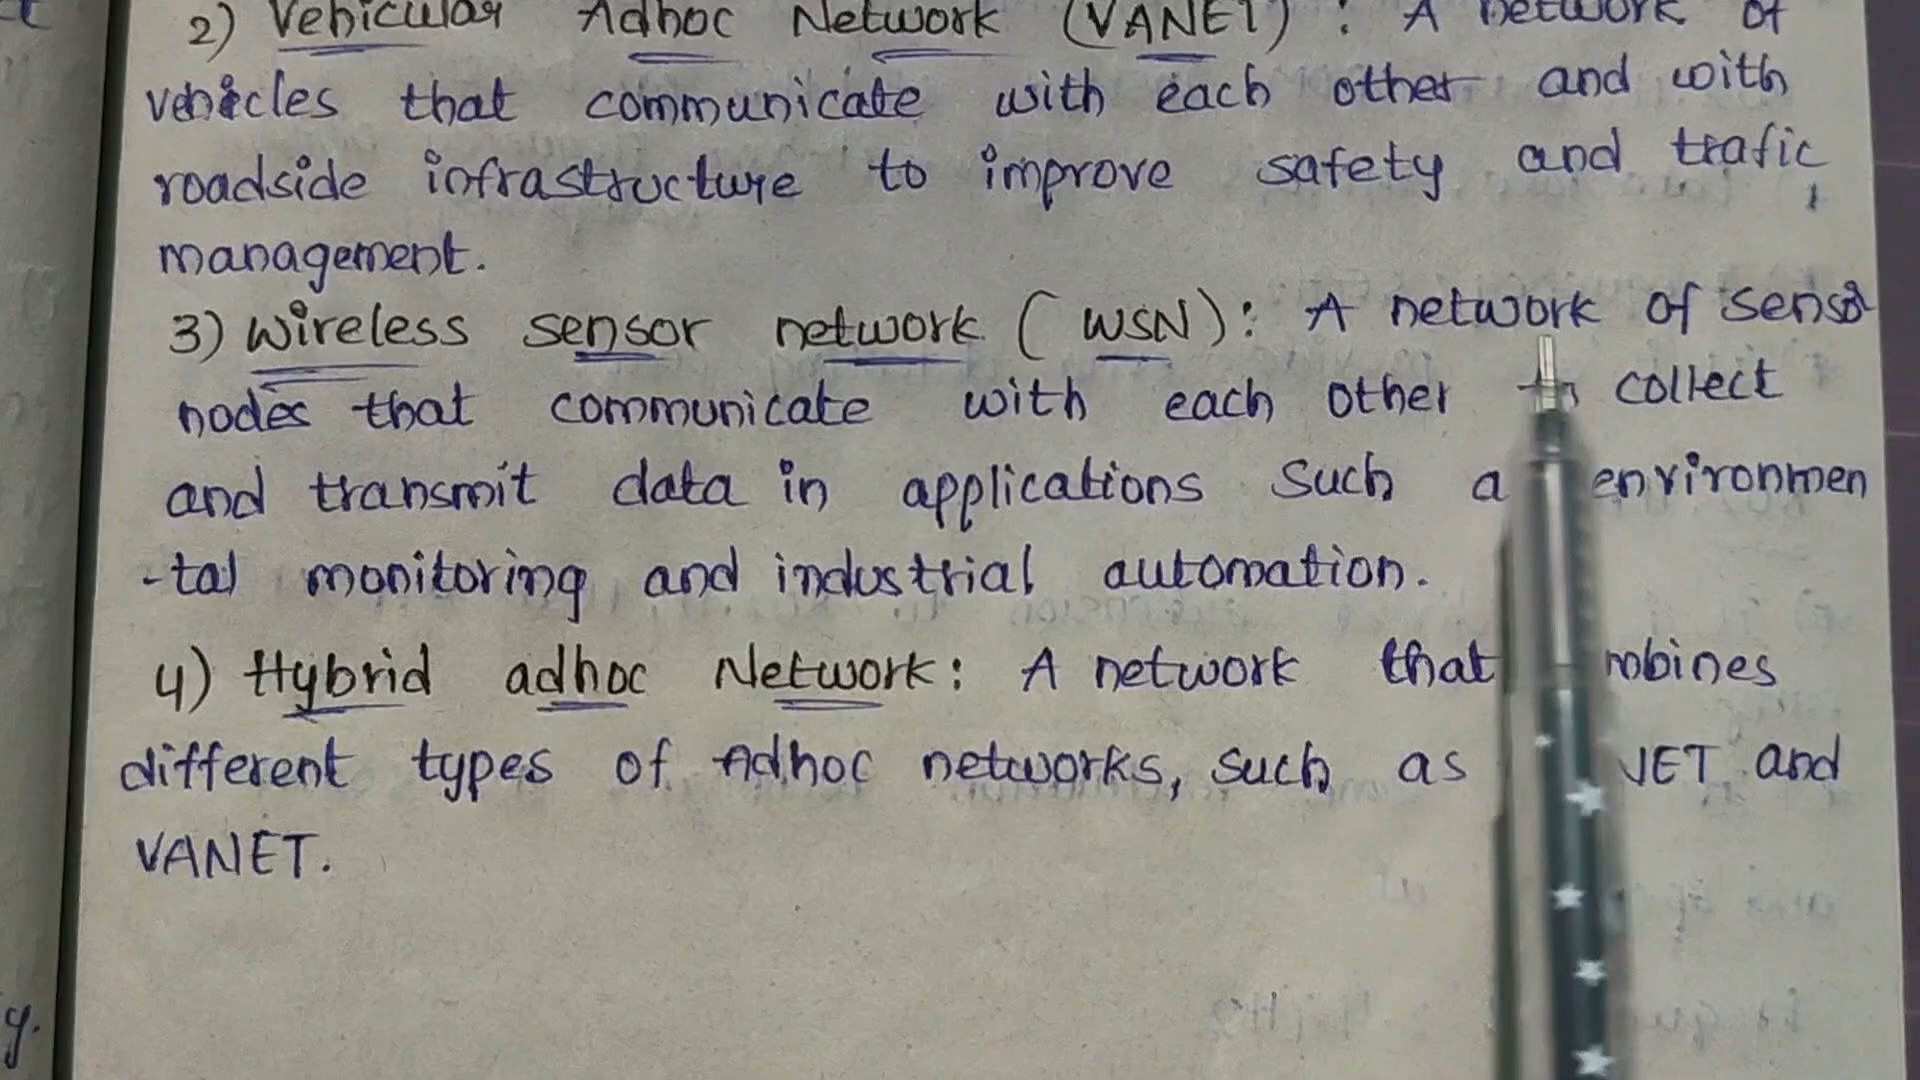 2) Vehicular Adhoc Network (VANET) : A network of
vehicles that communicate with each other and with
roadside infrastructure to improve safety and trafic
management.
3) Wireless sensor network (WSN): A network of sensor
nodes that communicate with each other to collect
and transmit data in applications such a environmen
-tal monitoring and industrial automation.
4) Hybrid adhoc Network: A network that mbines
different types of Adhoc networks, such as NET and
VANET.
y.